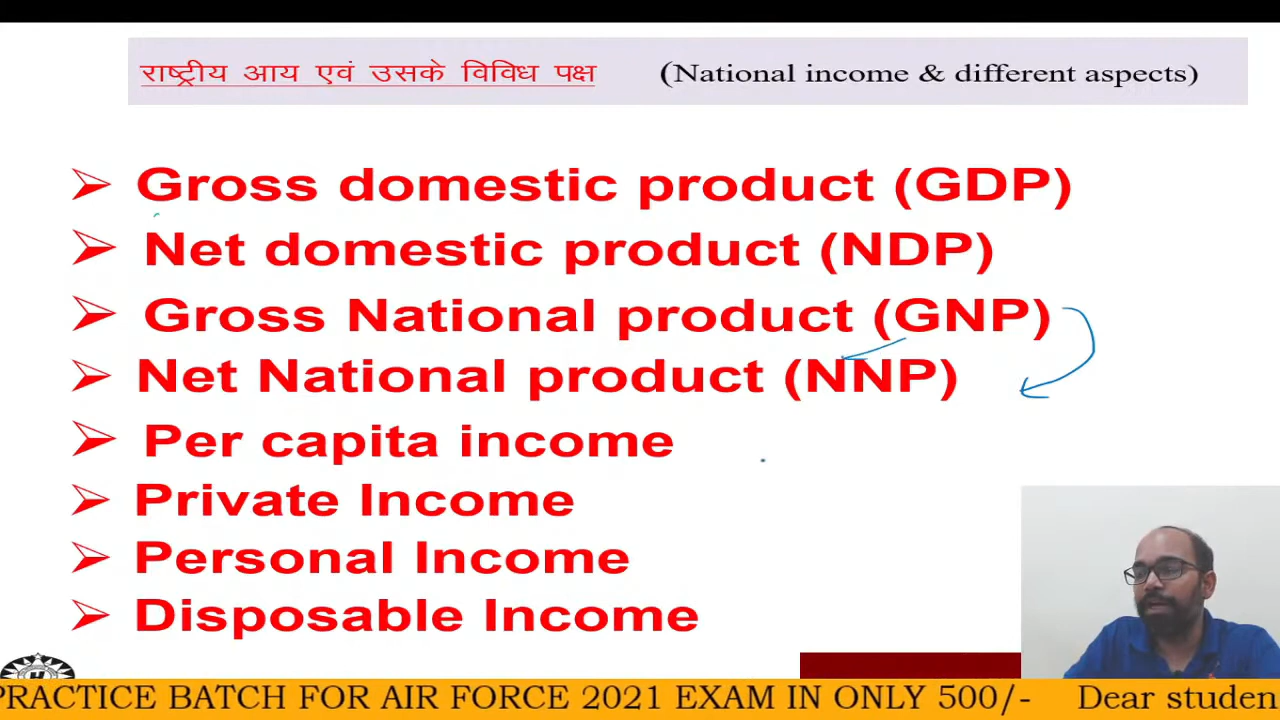 राष्ट्रीय आय एवं उसके विविध पक्ष (National income & different aspects)
➢ Gross domestic product (GDP)
➢ Net domestic product (NDP)
➢ Gross National product (GNP)
➢ Net National product (NNP)
➢ Per capita income
➢ Private Income
➢ Personal Income
➢ Disposable Income
PRACTICE BATCH FOR AIR FORCE 2021 EXAM IN ONLY 500/- Dear studen